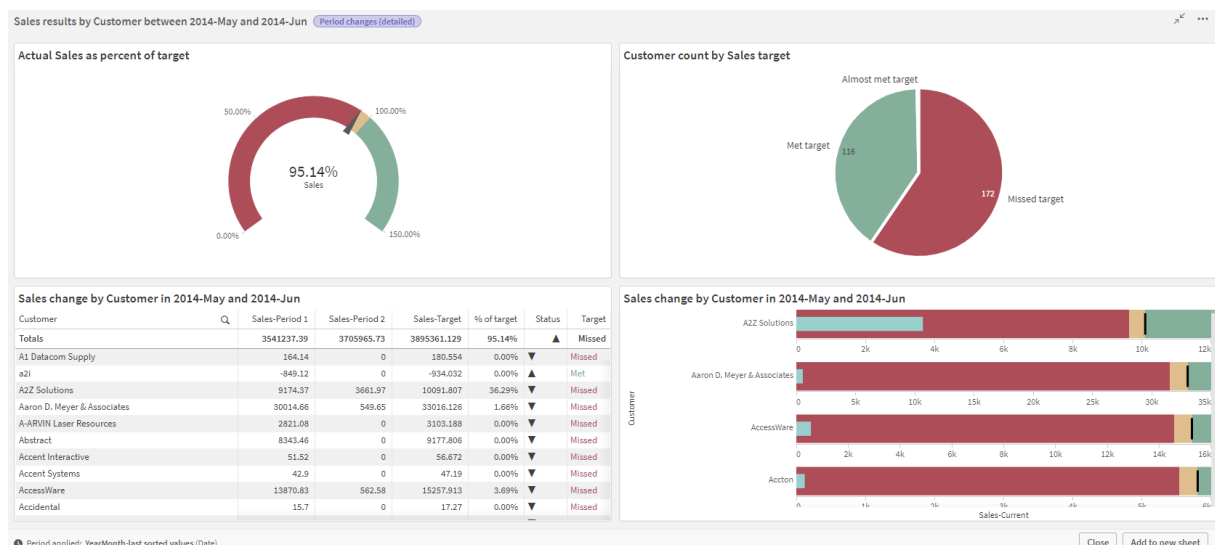 Sales results by Customer between 2014-May and 2014-Jun Period changes (detailed)
Actual Sales as percent of target
50.00%
100.00%
95.14%
Sales
0.00%
150.00%
Customer count by Sales target
Almost met target
Met target
116
172
Missed target
Sales change by Customer in 2014-May and 2014-Jun
Customer Sales-Period 1 Sales-Period 2 Sales-Target % of target Status Target
Totals 3541237.39 3705965.73 3895361.129 95.14% ▲ Missed
A1 Datacom Supply 164.14 0 180.554 0.00% ▼ Missed
a2i -849.12 0 -934.032 0.00% ▲ Met
A2Z Solutions 9174.37 3661.97 10091.807 36.29% ▼ Missed
Aaron D. Meyer & Associates 30014.66 549.65 33016.126 1.66% ▼ Missed
A-ARVIN Laser Resources 2821.08 0 3103.188 0.00% ▼ Missed
Abstract 8343.46 0 9177.806 0.00% ▼ Missed
Accent Interactive 51.52 0 56.672 0.00% ▼ Missed
Accent Systems 42.9 0 47.19 0.00% ▼ Missed
AccessWare 13870.83 562.58 15257.913 3.69% ▼ Missed
Accidental 15.7 0 17.27 0.00% ▼ Missed
Sales change by Customer in 2014-May and 2014-Jun
Customer
A2Z Solutions
0 2k 4k 6k 8k 10k 12k
Aaron D. Meyer & Associates
0 5k 10k 15k 20k 25k 30k 35k
AccessWare
0 2k 4k 6k 8k 10k 12k 14k 16k
Accton
0 1k 2k 3k 4k 5k 6k
Sales-Current
Period applied: YearMonth-last sorted values (Date)
Close Add to new sheet